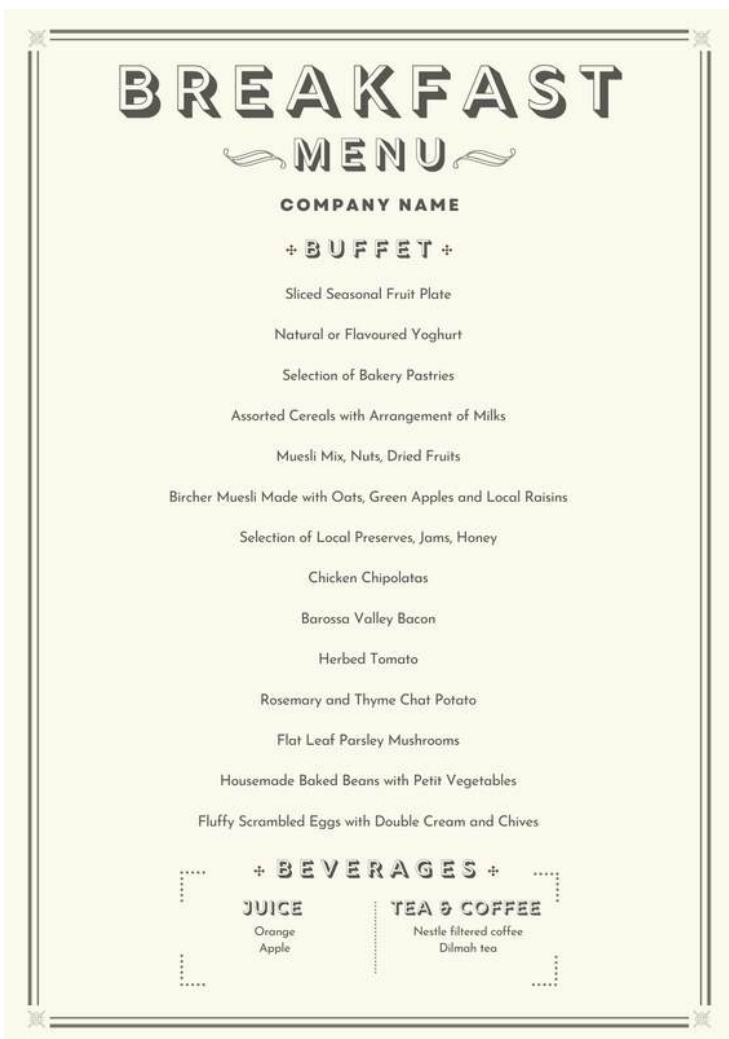 BREAKFAST
MENU
COMPANY NAME
BUFFET
Sliced Seasonal Fruit Plate
Natural or Flavoured Yoghurt
Selection of Bakery Pastries
Assorted Cereals with Arrangement of Milks
Muesli Mix, Nuts, Dried Fruits
Bircher Muesli Made with Oats, Green Apples and Local Raisins
Selection of Local Preserves, Jams, Honey
Chicken Chipolatas
Barossa Valley Bacon
Herbed Tomato
Rosemary and Thyme Chat Potato
Flat Leaf Parsley Mushrooms
Housemade Baked Beans with Petit Vegetables
Fluffy Scrambled Eggs with Double Cream and Chives
BEVERAGES
JUICE
Orange
Apple
TEA & COFFEE
Nestle filtered coffee
Dilmah tea